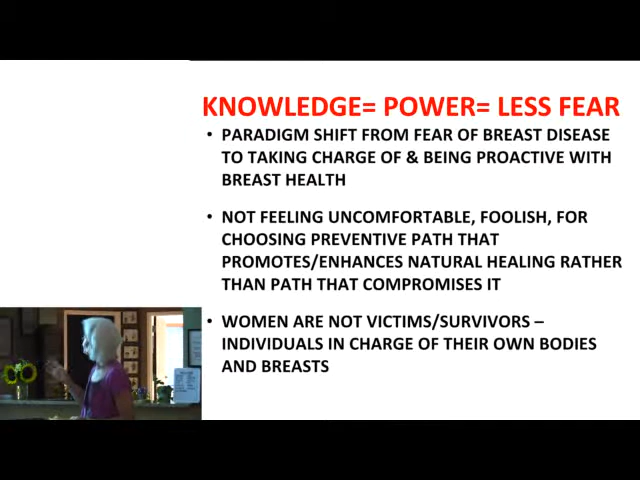 KNOWLEDGE= POWER= LESS FEAR
• PARADIGM SHIFT FROM FEAR OF BREAST DISEASE
TO TAKING CHARGE OF & BEING PROACTIVE WITH
BREAST HEALTH
• NOT FEELING UNCOMFORTABLE, FOOLISH, FOR
CHOOSING PREVENTIVE PATH THAT
PROMOTES/ENHANCES NATURAL HEALING RATHER
THAN PATH THAT COMPROMISES IT
• WOMEN ARE NOT VICTIMS/SURVIVORS –
INDIVIDUALS IN CHARGE OF THEIR OWN BODIES
AND BREASTS